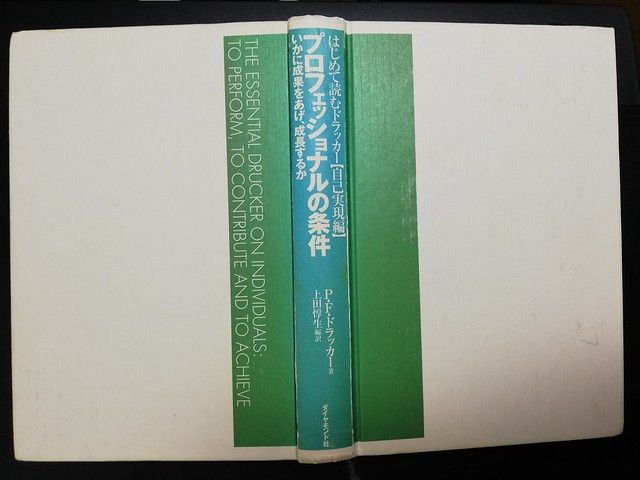 THE ESSENTIAL DRUCKER ON INDIVIDUALS:
TO PERFORM, TO CONTRIBUTE AND TO ACHIEVE
はじめて読むドラッカー【自己実現編】
プロフェッショナルの条件
いかに成果をあげ、成長するか
P・F・ドラッカー 著
上田惇生 編訳
ダイヤモンド社